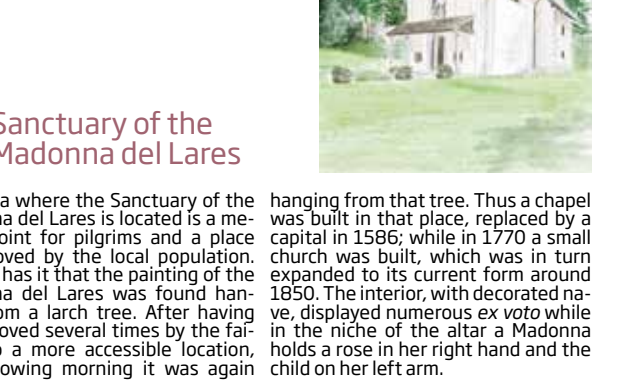 Sanctuary of the
Madonna del Lares
a where the Sanctuary of the
na del Lares is located is a me-
oint for pilgrims and a place
oved by the local population.
has it that the painting of the
na del Lares was found han-
om a larch tree. After having
oved several times by the fai-
o a more accessible location,
owing morning it was again
hanging from that tree. Thus a chapel
was built in that place, replaced by a
capital in 1586; while in 1770 a small
church was built, which was in turn
expanded to its current form around
1850. The interior, with decorated na-
ve, displayed numerous ex voto while
in the niche of the altar a Madonna
holds a rose in her right hand and the
child on her left arm.